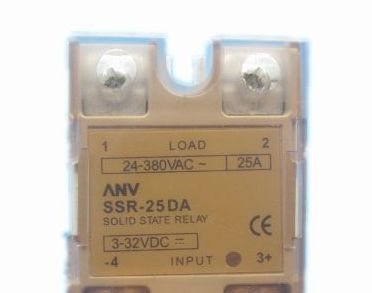 1 LOAD 2
24-380VAC ~ 25A
ANV
SSR-25DA
SOLID STATE RELAY
CE
3-32VDC ⎓
-4 INPUT 3+